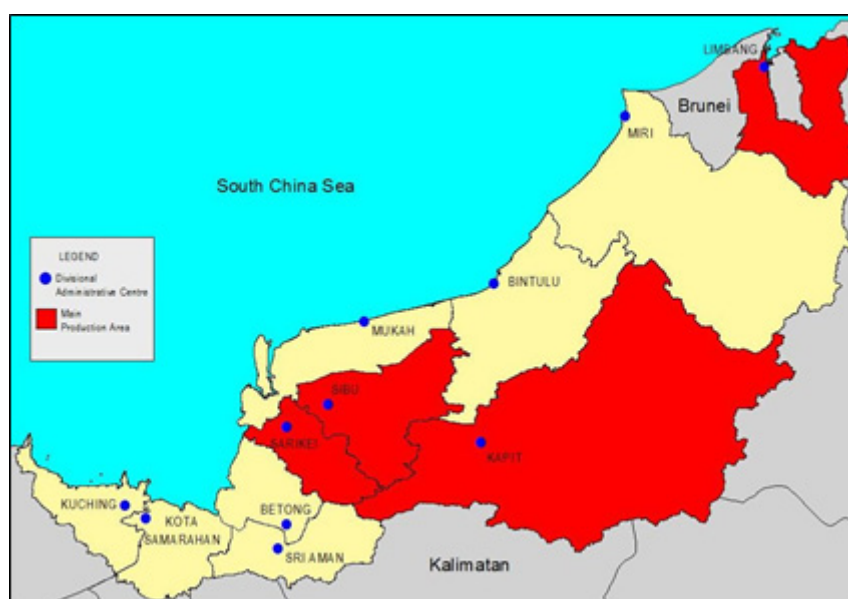 LIMBANG
Brunei
MIRI
South China Sea
LEGEND
Divisional
Administrative Centre
Main
Production Area
BINTULU
MUKAH
SIBU
SARIKEI
KAPIT
KUCHING
KOTA
SAMARAHAN
BETONG
SRI AMAN
Kalimatan